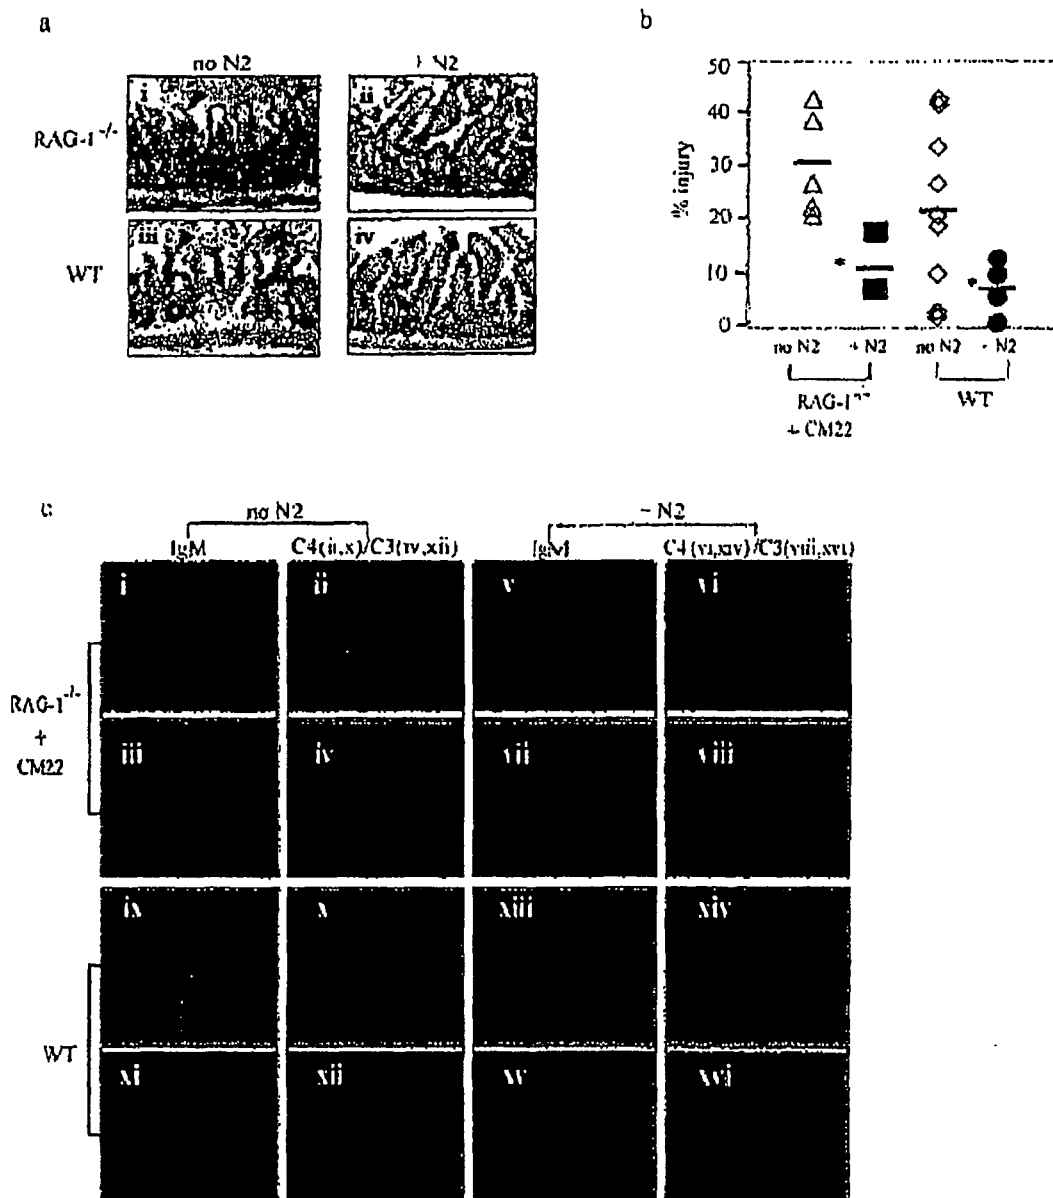 a
no N2
N2
RAG-1 -/-
i
ii
WT
iii
iv
b
% injury
50
40
30
20
10
0
*
*
no N2
+ N2
no N2
- N2
RAG-1 -/-
+ CM22
WT
no N2
- N2
IgM
C4(ii,x)/C3(iv,xii)
IgM
C4(vi,xiv)/C3(viii,xvi)
RAG-1 -/-
+
CM22
i
ii
v
vi
iii
iv
vii
viii
WT
ix
x
xiii
xiv
xi
xii
xv
xvi